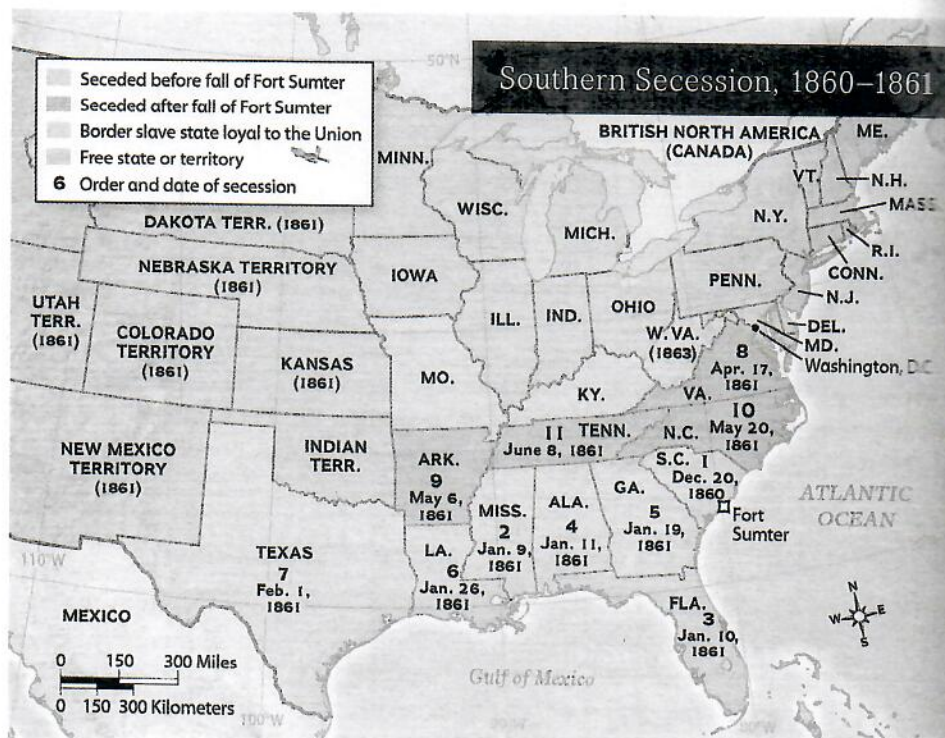 Southern Secession, 1860–1861
Seceded before fall of Fort Sumter
Seceded after fall of Fort Sumter
Border slave state loyal to the Union
Free state or territory
6 Order and date of secession
50°N
BRITISH NORTH AMERICA
(CANADA)
ME.
VT.
N.H.
MASS
R.I.
CONN.
N.J.
N.Y.
PENN.
DEL.
MD.
Washington, DC
MINN.
WISC.
MICH.
DAKOTA TERR. (1861)
NEBRASKA TERRITORY
(1861)
IOWA
ILL.
IND.
OHIO
W.VA.
(1863)
UTAH
TERR.
(1861)
COLORADO
TERRITORY
(1861)
KANSAS
(1861)
MO.
KY.
8
Apr. 17,
1861
VA.
10
May 20,
1861
N.C.
11 TENN.
June 8, 1861
NEW MEXICO
TERRITORY
(1861)
INDIAN
TERR.
ARK.
9
May 6,
1861
S.C. 1
Dec. 20,
1860
Fort
Sumter
ATLANTIC
OCEAN
MISS.
2
Jan. 9,
1861
ALA.
4
Jan. 11,
1861
GA.
5
Jan. 19,
1861
LA.
6
Jan. 26,
1861
TEXAS
7
Feb. 1,
1861
FLA.
3
Jan. 10,
1861
110°W
MEXICO
0 150 300 Miles
0 150 300 Kilometers
100°W
90°W
Gulf of Mexico
N
W E
S